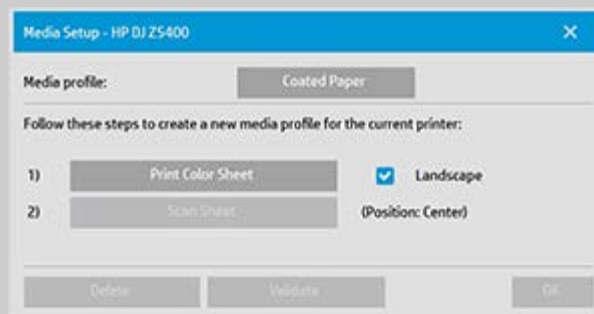 Media Setup - HP DJ Z5400
Media profile: Coated Paper
Follow these steps to create a new media profile for the current printer:
1) Print Color Sheet Landscape
2) Scan Sheet (Position: Center)
Delete Validate OK